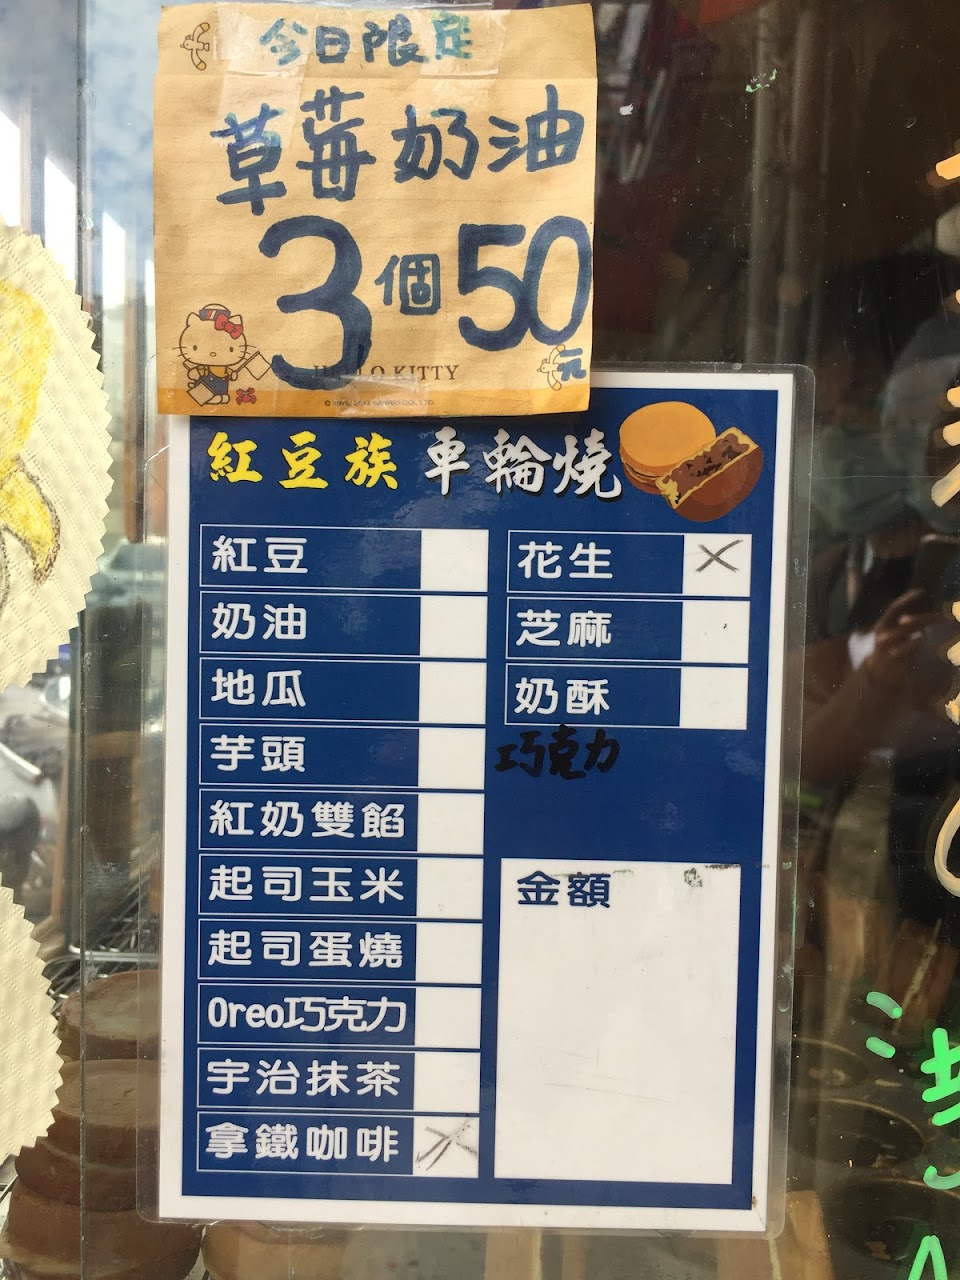 今日限定
草莓奶油
3個50
元
HELLO KITTY
紅豆族 車輪燒
紅豆
奶油
地瓜
芋頭
紅奶雙餡
起司玉米
起司蛋燒
Oreo巧克力
宇治抹茶
拿鐵咖啡
花生
芝麻
奶酥
巧克力
金額